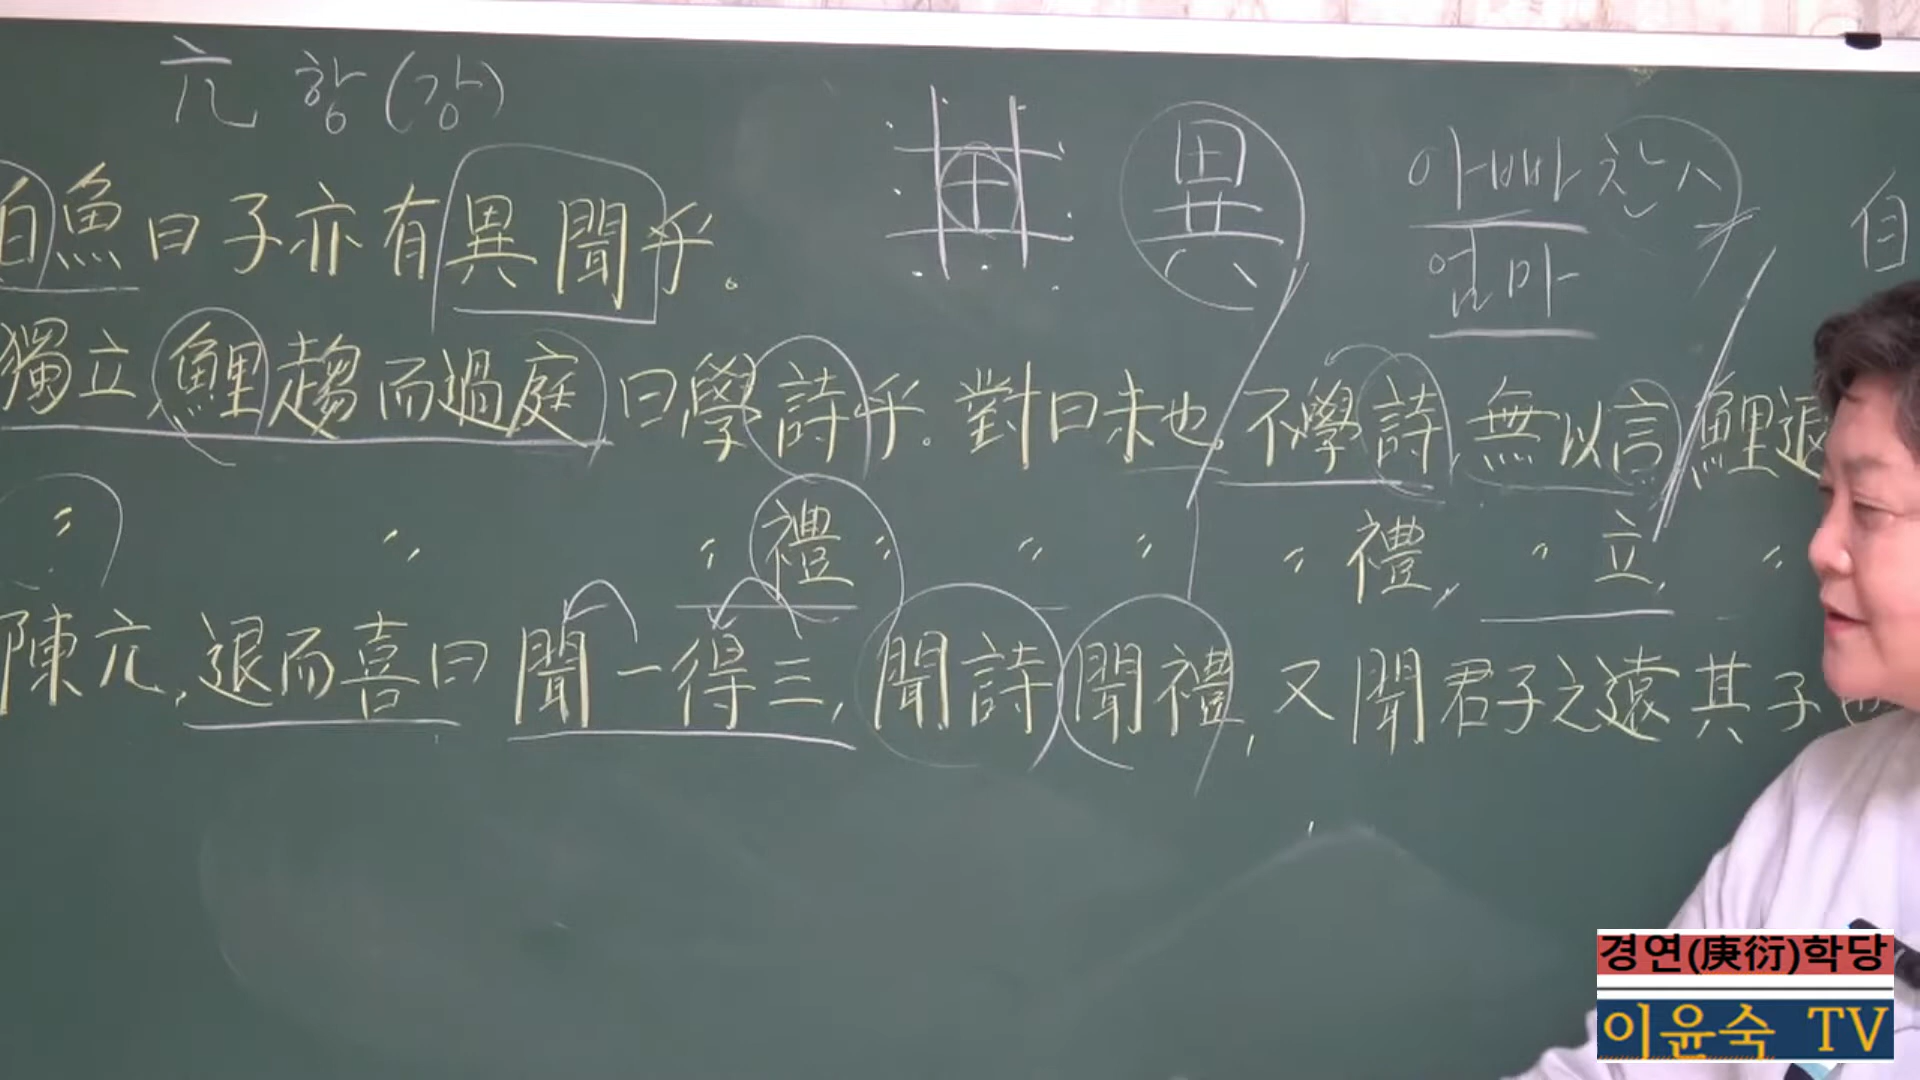 亢 항(강)
異
아빠 찬스
엄마
伯魚曰子亦有異聞乎。
獨立,鯉趨而過庭 曰,學詩乎。對曰未也。不學詩,無以言 鯉退
〃 〃 〃 禮 〃 〃 〃 〃 禮, 〃 立, 〃
陳亢,退而喜曰 聞一得三,聞詩聞禮,又聞君子之遠其子也
경연(庚衍)학당
이윤숙 TV